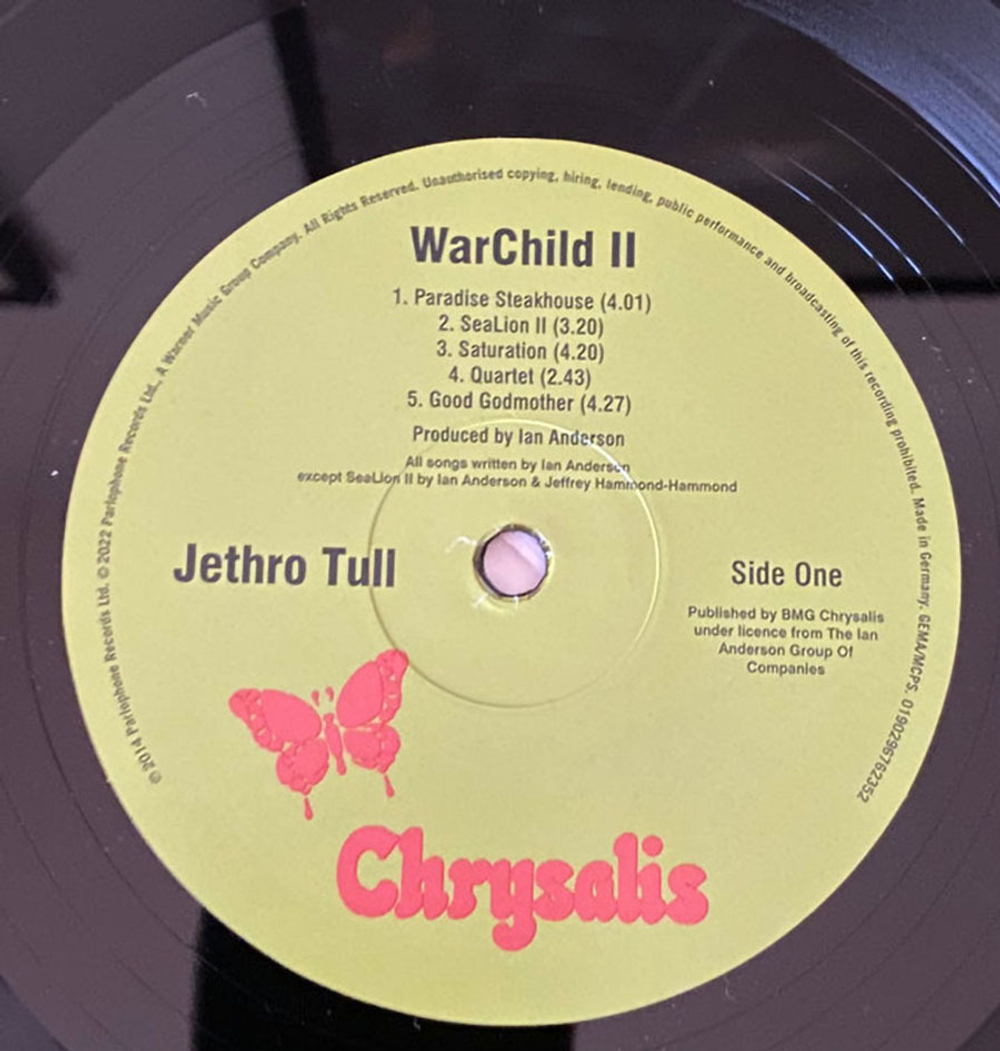 WarChild II
1. Paradise Steakhouse (4.01)
2. SeaLion II (3.20)
3. Saturation (4.20)
4. Quartet (2.43)
5. Good Godmother (4.27)
Produced by Ian Anderson
All songs written by Ian Anderson
except SeaLion II by Ian Anderson & Jeffrey Hammond-Hammond
Jethro Tull
Side One
Published by BMG Chrysalis
under licence from The Ian
Anderson Group Of
Companies
Chrysalis
℗ 2014 Parlophone Records Ltd. © 2022 Parlophone Records Ltd., A Warner Music Group Company. All Rights Reserved. Unauthorised copying, hiring, lending, public performance and broadcasting of this recording prohibited. Made in Germany. GEMA/MCPS. 0190296762352